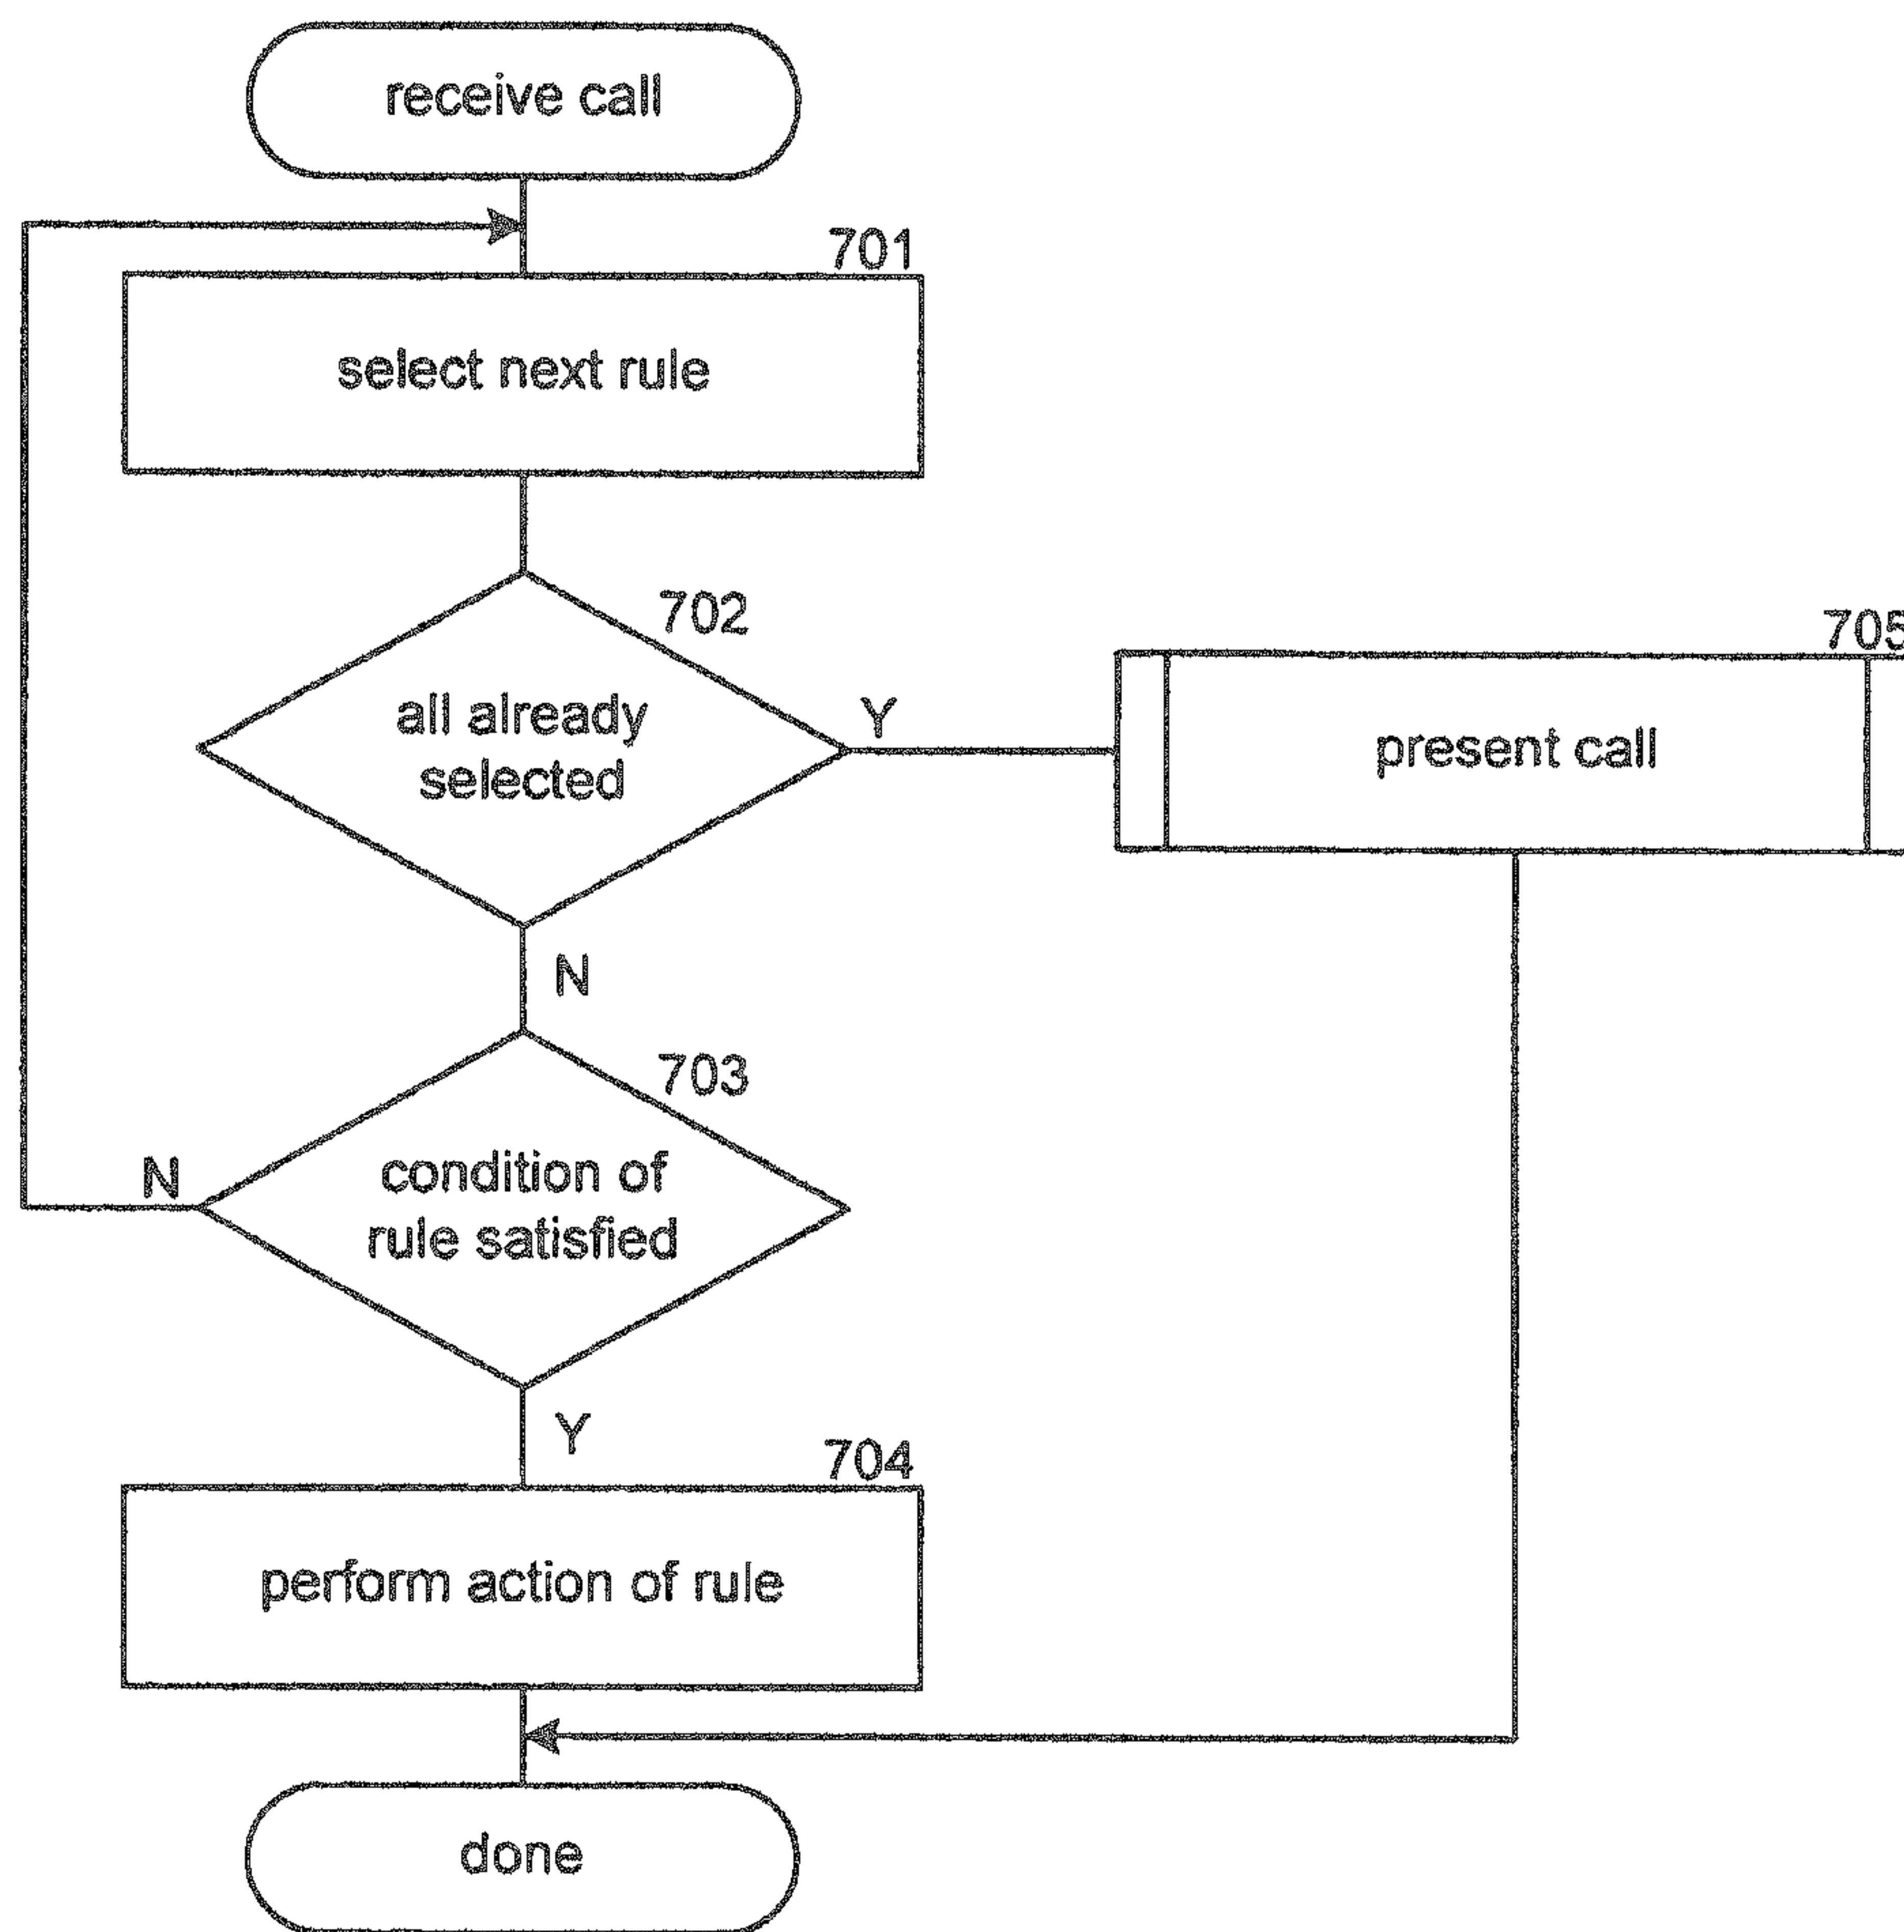 receive call
701
select next rule
702
all already
selected
Y
705
present call
N
703
condition of
rule satisfied
N
Y
704
perform action of rule
done